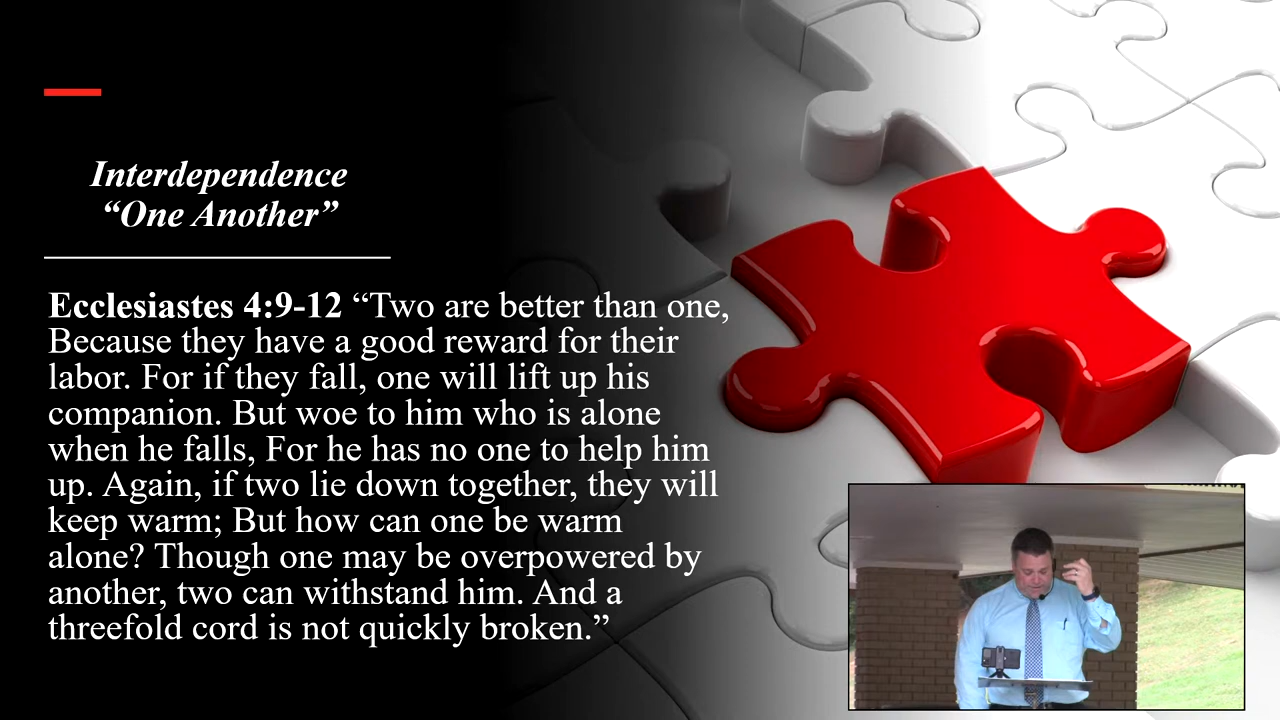 Interdependence
“One Another”
Ecclesiastes 4:9-12 “Two are better than one,
Because they have a good reward for their
labor. For if they fall, one will lift up his
companion. But woe to him who is alone
when he falls, For he has no one to help him
up. Again, if two lie down together, they will
keep warm; But how can one be warm
alone? Though one may be overpowered by
another, two can withstand him. And a
threefold cord is not quickly broken.”